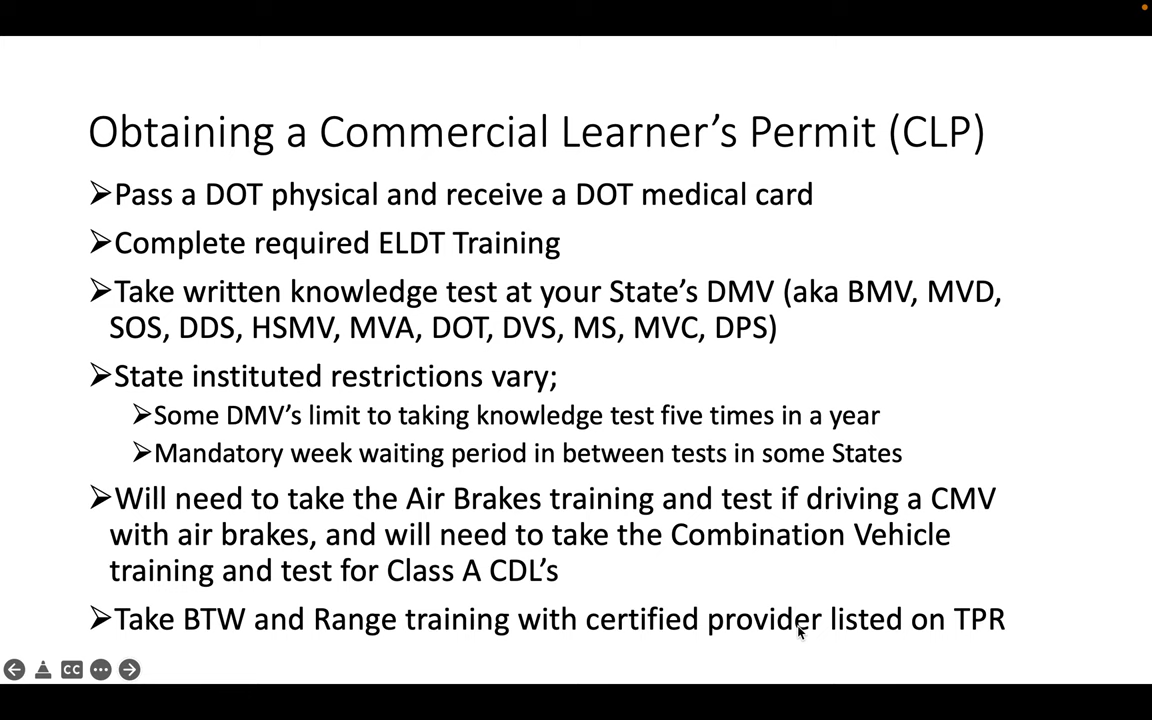 Obtaining a Commercial Learner's Permit (CLP)
➢Pass a DOT physical and receive a DOT medical card
➢Complete required ELDT Training
➢Take written knowledge test at your State's DMV (aka BMV, MVD,
SOS, DDS, HSMV, MVA, DOT, DVS, MS, MVC, DPS)
➢State instituted restrictions vary;
➢Some DMV's limit to taking knowledge test five times in a year
➢Mandatory week waiting period in between tests in some States
➢Will need to take the Air Brakes training and test if driving a CMV
with air brakes, and will need to take the Combination Vehicle
training and test for Class A CDL's
➢Take BTW and Range training with certified provider listed on TPR
CC